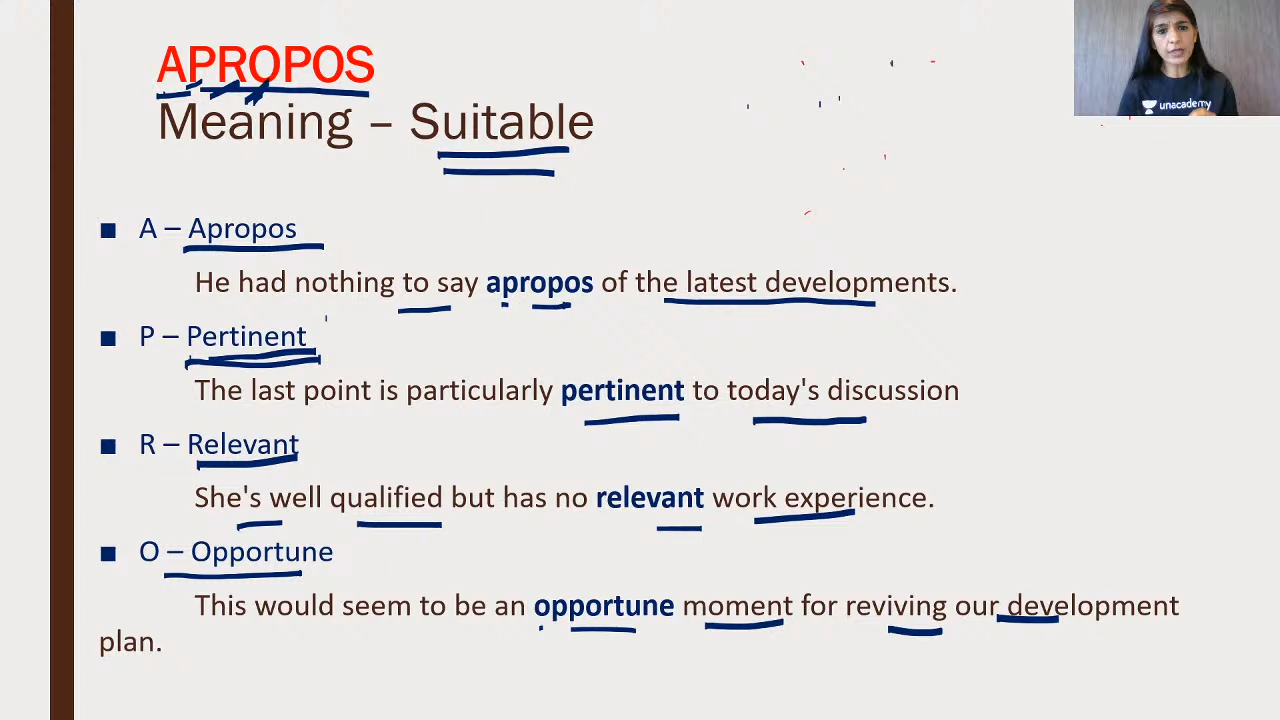 APROPOS
Meaning – Suitable
unacademy
■ A – Apropos
He had nothing to say apropos of the latest developments.
■ P – Pertinent
The last point is particularly pertinent to today's discussion
■ R – Relevant
She's well qualified but has no relevant work experience.
■ O – Opportune
This would seem to be an opportune moment for reviving our development
plan.